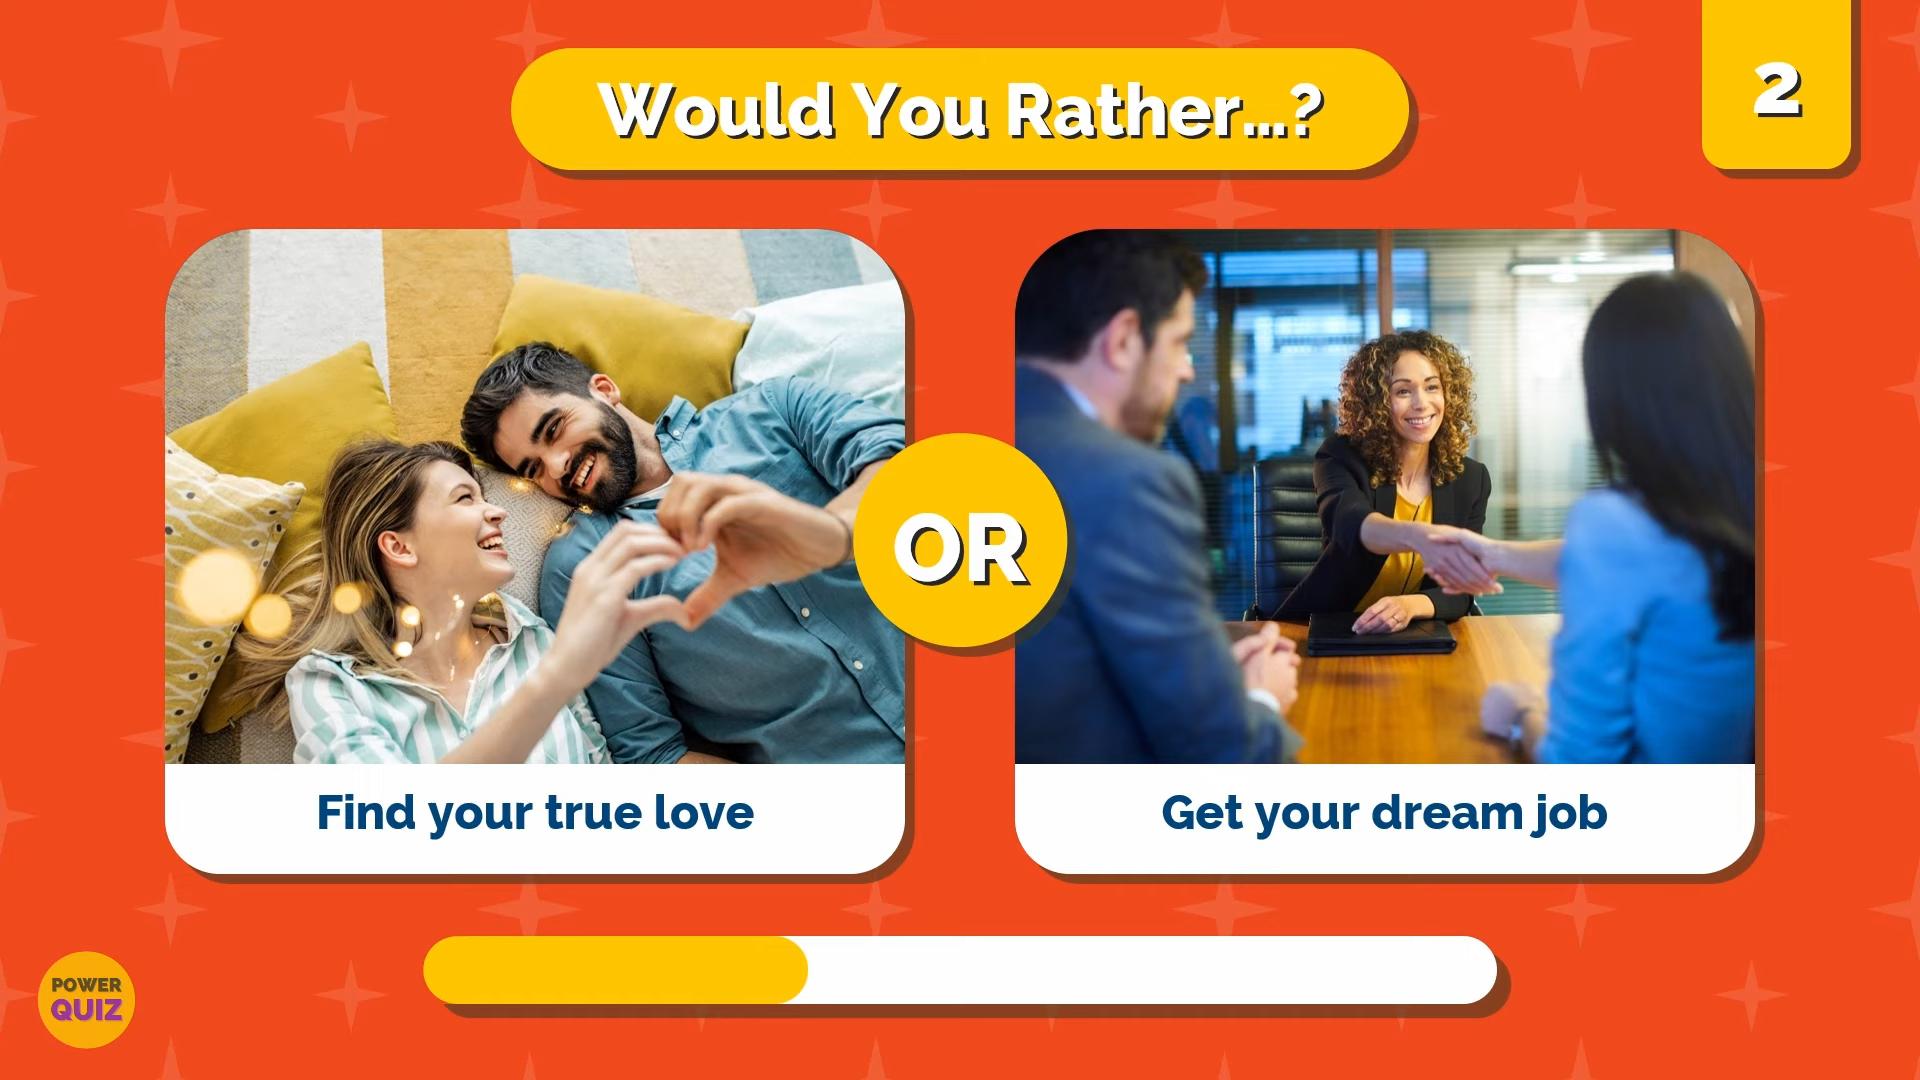 Would You Rather...?
2
OR
Find your true love
Get your dream job
POWER
QUIZ